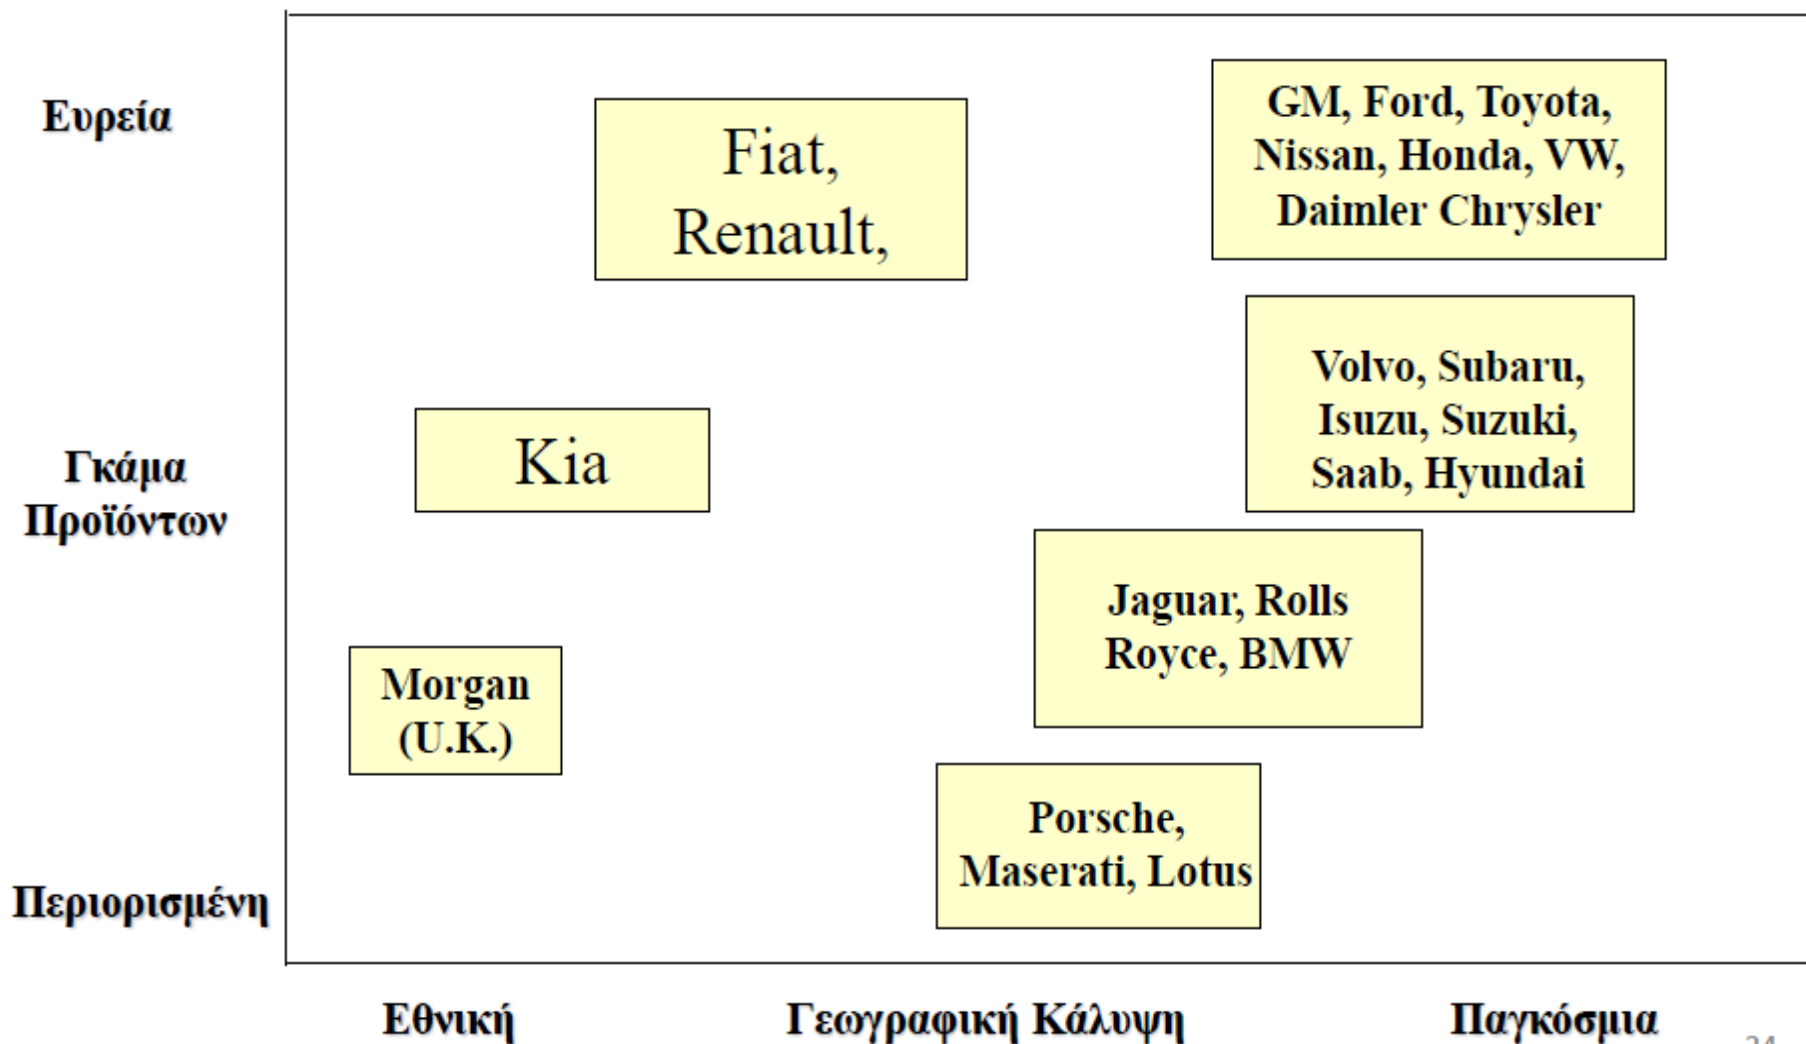 Ευρεία
Fiat,
Renault,
GM, Ford, Toyota,
Nissan, Honda, VW,
Daimler Chrysler
Γκάμα
Προϊόντων
Kia
Volvo, Subaru,
Isuzu, Suzuki,
Saab, Hyundai
Jaguar, Rolls
Royce, BMW
Morgan
(U.K.)
Porsche,
Maserati, Lotus
Περιορισμένη
Εθνική
Γεωγραφική Κάλυψη
Παγκόσμια